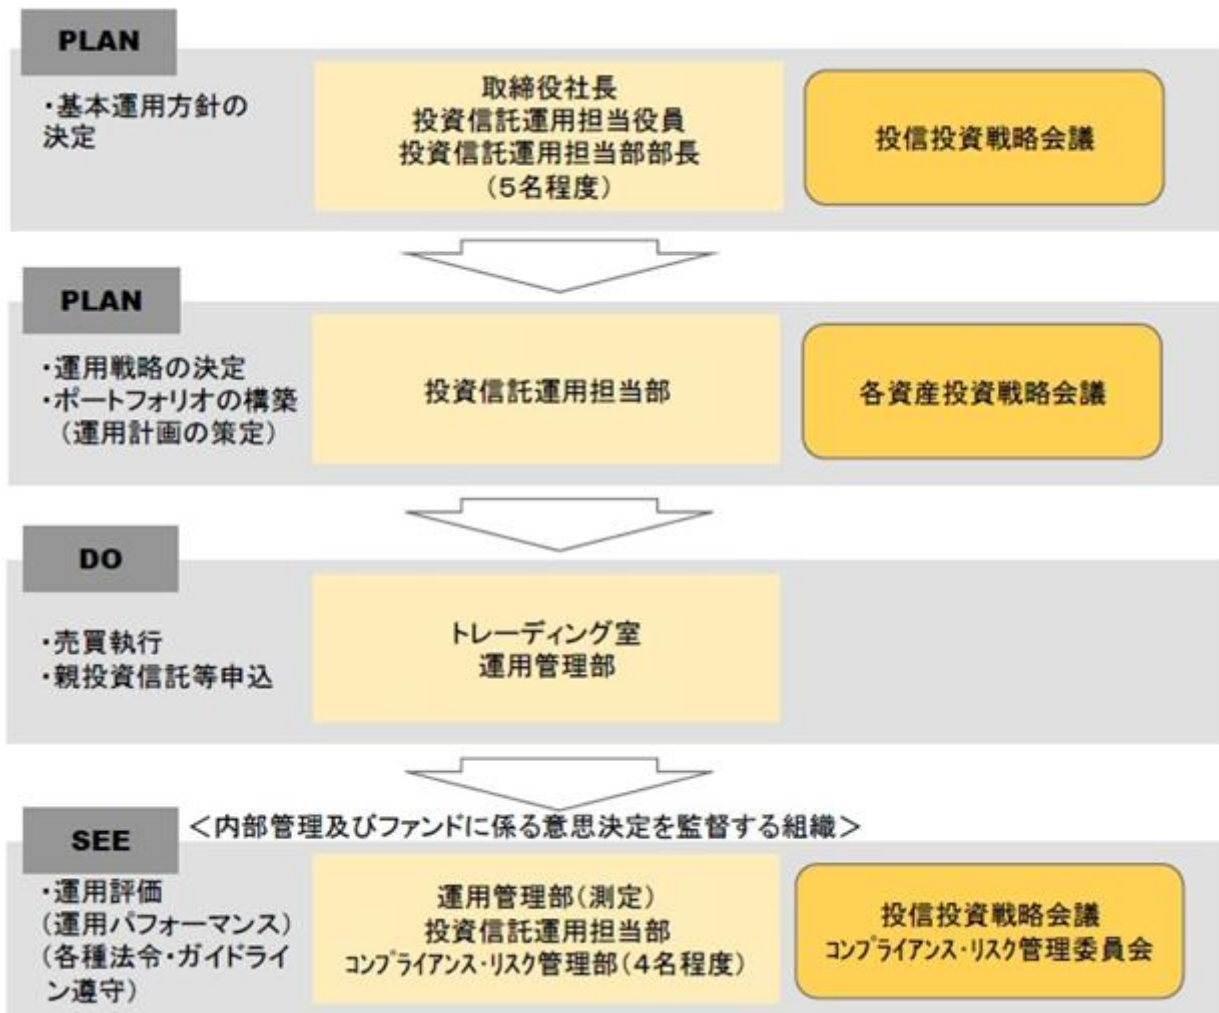 PLAN
・基本運用方針の
決定
取締役社長
投資信託運用担当役員
投資信託運用担当部部長
(5名程度)
投信投資戦略会議
PLAN
・運用戦略の決定
・ポートフォリオの構築
(運用計画の策定)
投資信託運用担当部
各資産投資戦略会議
DO
・売買執行
・親投資信託等申込
トレーディング室
運用管理部
SEE
＜内部管理及びファンドに係る意思決定を監督する組織＞
・運用評価
(運用パフォーマンス)
(各種法令・ガイドライ
ン遵守)
運用管理部(測定)
投資信託運用担当部
ｺﾝﾌﾟﾗｲｱﾝｽ・ﾘｽｸ管理部(4名程度)
投信投資戦略会議
ｺﾝﾌﾟﾗｲｱﾝｽ・ﾘｽｸ管理委員会